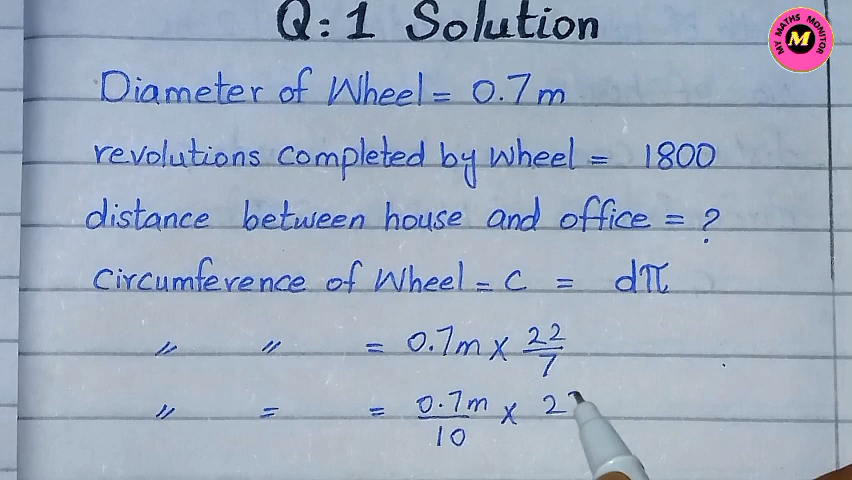 Q:1 Solution
MY MATHS MONITOR
M
Diameter of Wheel = 0.7m
revolutions completed by wheel = 1800
distance between house and office = ?
Circumference of Wheel = C = dπ
〃 〃 = 0.7m × 22/7
〃 = = 0.7m/10 × 2